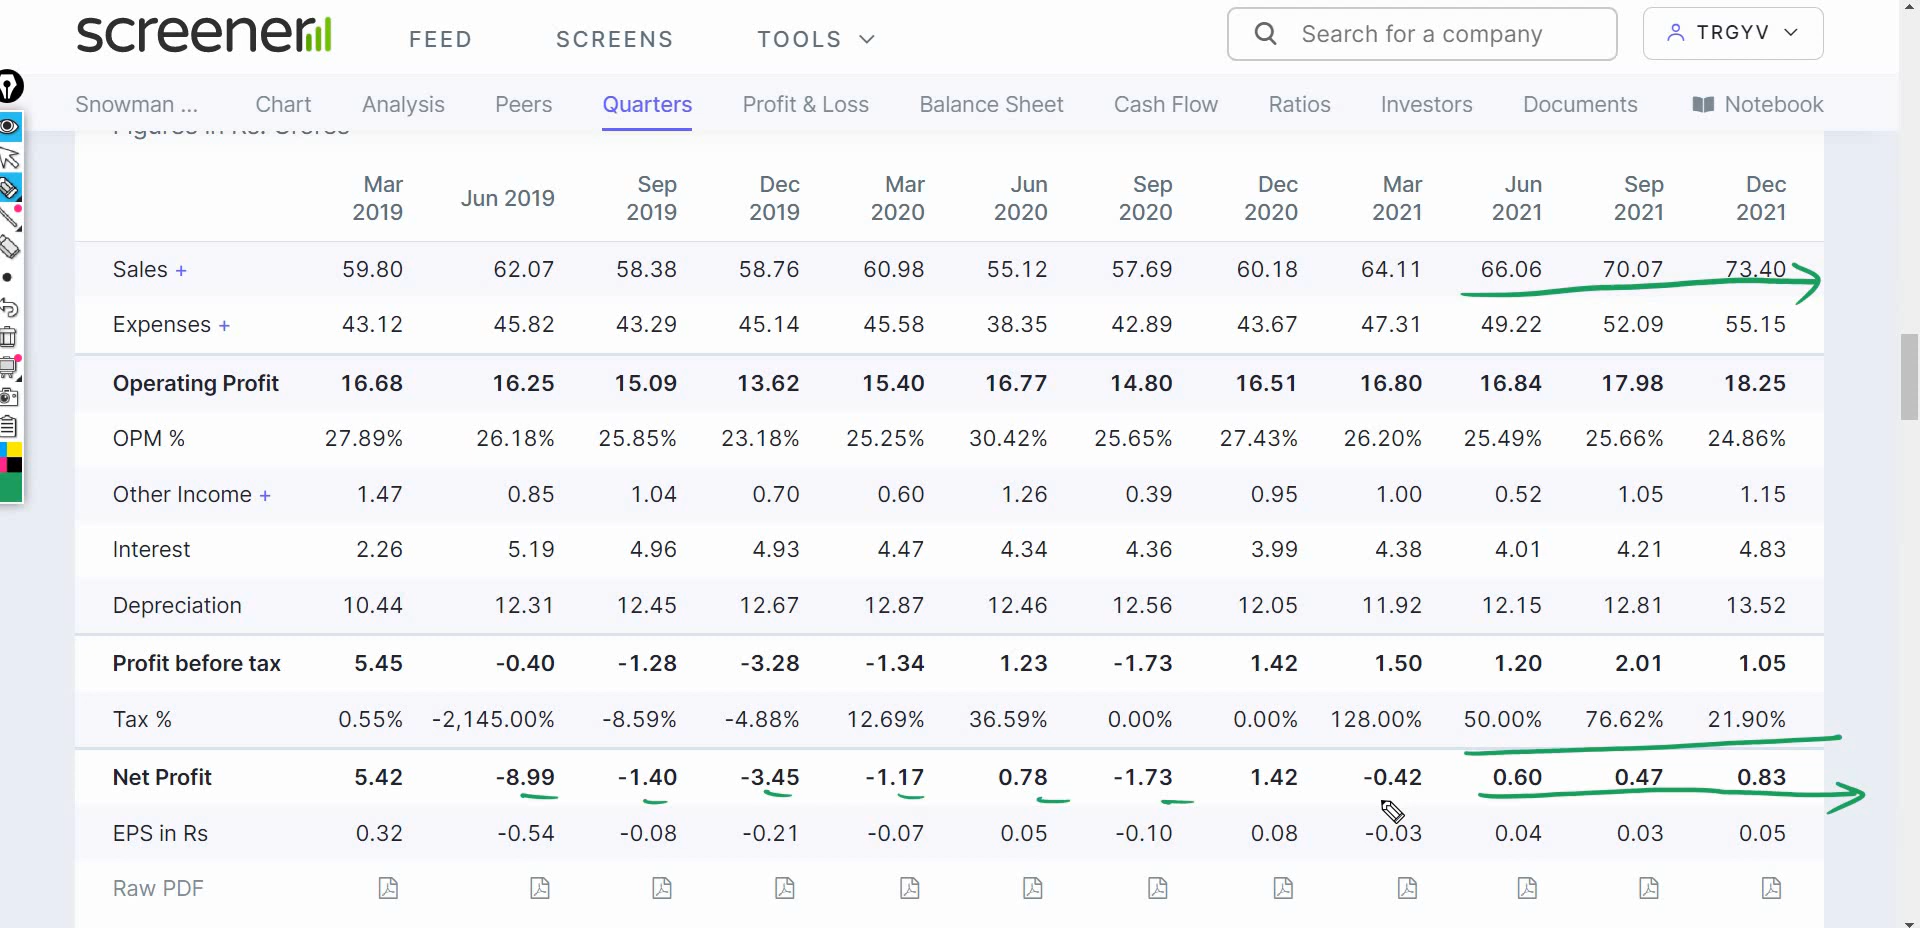 screener
FEED SCREENS TOOLS
Search for a company
TRGYV
Snowman ... Chart Analysis Peers Quarters Profit & Loss Balance Sheet Cash Flow Ratios Investors Documents Notebook
Figures in Rs. Crores
Mar 2019 Jun 2019 Sep 2019 Dec 2019 Mar 2020 Jun 2020 Sep 2020 Dec 2020 Mar 2021 Jun 2021 Sep 2021 Dec 2021
Sales + 59.80 62.07 58.38 58.76 60.98 55.12 57.69 60.18 64.11 66.06 70.07 73.40
Expenses + 43.12 45.82 43.29 45.14 45.58 38.35 42.89 43.67 47.31 49.22 52.09 55.15
Operating Profit 16.68 16.25 15.09 13.62 15.40 16.77 14.80 16.51 16.80 16.84 17.98 18.25
OPM % 27.89% 26.18% 25.85% 23.18% 25.25% 30.42% 25.65% 27.43% 26.20% 25.49% 25.66% 24.86%
Other Income + 1.47 0.85 1.04 0.70 0.60 1.26 0.39 0.95 1.00 0.52 1.05 1.15
Interest 2.26 5.19 4.96 4.93 4.47 4.34 4.36 3.99 4.38 4.01 4.21 4.83
Depreciation 10.44 12.31 12.45 12.67 12.87 12.46 12.56 12.05 11.92 12.15 12.81 13.52
Profit before tax 5.45 -0.40 -1.28 -3.28 -1.34 1.23 -1.73 1.42 1.50 1.20 2.01 1.05
Tax % 0.55% -2,145.00% -8.59% -4.88% 12.69% 36.59% 0.00% 0.00% 128.00% 50.00% 76.62% 21.90%
Net Profit 5.42 -8.99 -1.40 -3.45 -1.17 0.78 -1.73 1.42 -0.42 0.60 0.47 0.83
EPS in Rs 0.32 -0.54 -0.08 -0.21 -0.07 0.05 -0.10 0.08 -0.03 0.04 0.03 0.05
Raw PDF